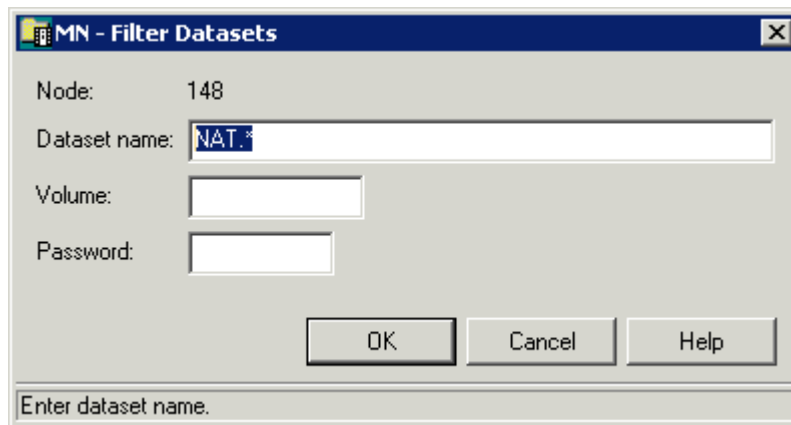 MN - Filter Datasets
Node: 148
Dataset name: NAT.*
Volume:
Password:
OK Cancel Help
Enter dataset name.